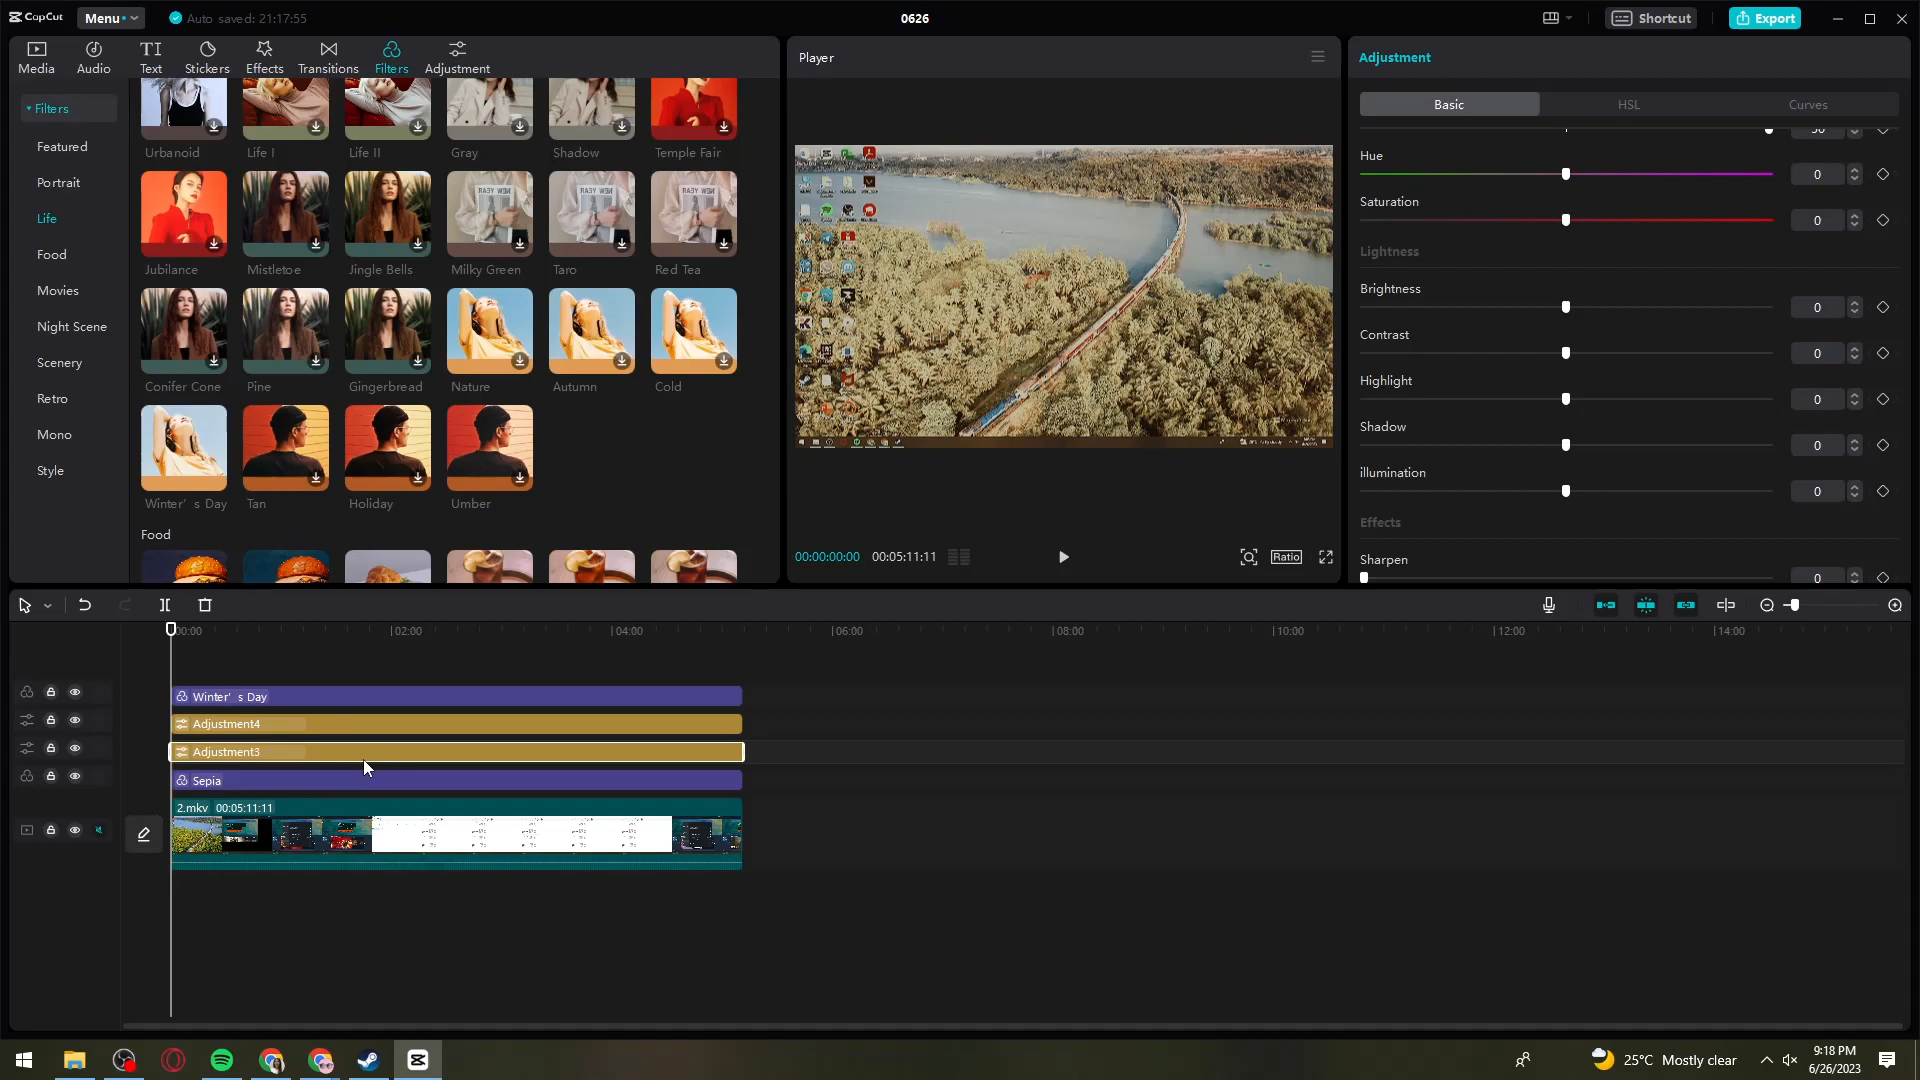 CapCut
Menu
Auto saved: 21:17:55
0626
Shortcut
Export
Media
Audio
TI
Text
Stickers
Effects
Transitions
Filters
Adjustment
Filters
Featured
Portrait
Life
Food
Movies
Night Scene
Scenery
Retro
Mono
Style
Urbanoid
Life I
Life II
Gray
Shadow
Temple Fair
Jubilance
Mistletoe
Jingle Bells
Milky Green
Taro
Red Tea
Conifer Cone
Pine
Gingerbread
Nature
Autumn
Cold
Winter' s Day
Tan
Holiday
Umber
Food
Player
00:00:00:00
00:05:11:11
Ratio
Adjustment
Basic
HSL
Curves
50
Hue
0
Saturation
0
Lightness
Brightness
0
Contrast
0
Highlight
0
Shadow
0
illumination
0
Effects
Sharpen
0
00:00
02:00
04:00
06:00
08:00
10:00
12:00
14:00
Winter' s Day
Adjustment4
Adjustment3
Sepia
2.mkv 00:05:11:11
25°C Mostly clear
9:18 PM
6/26/2023